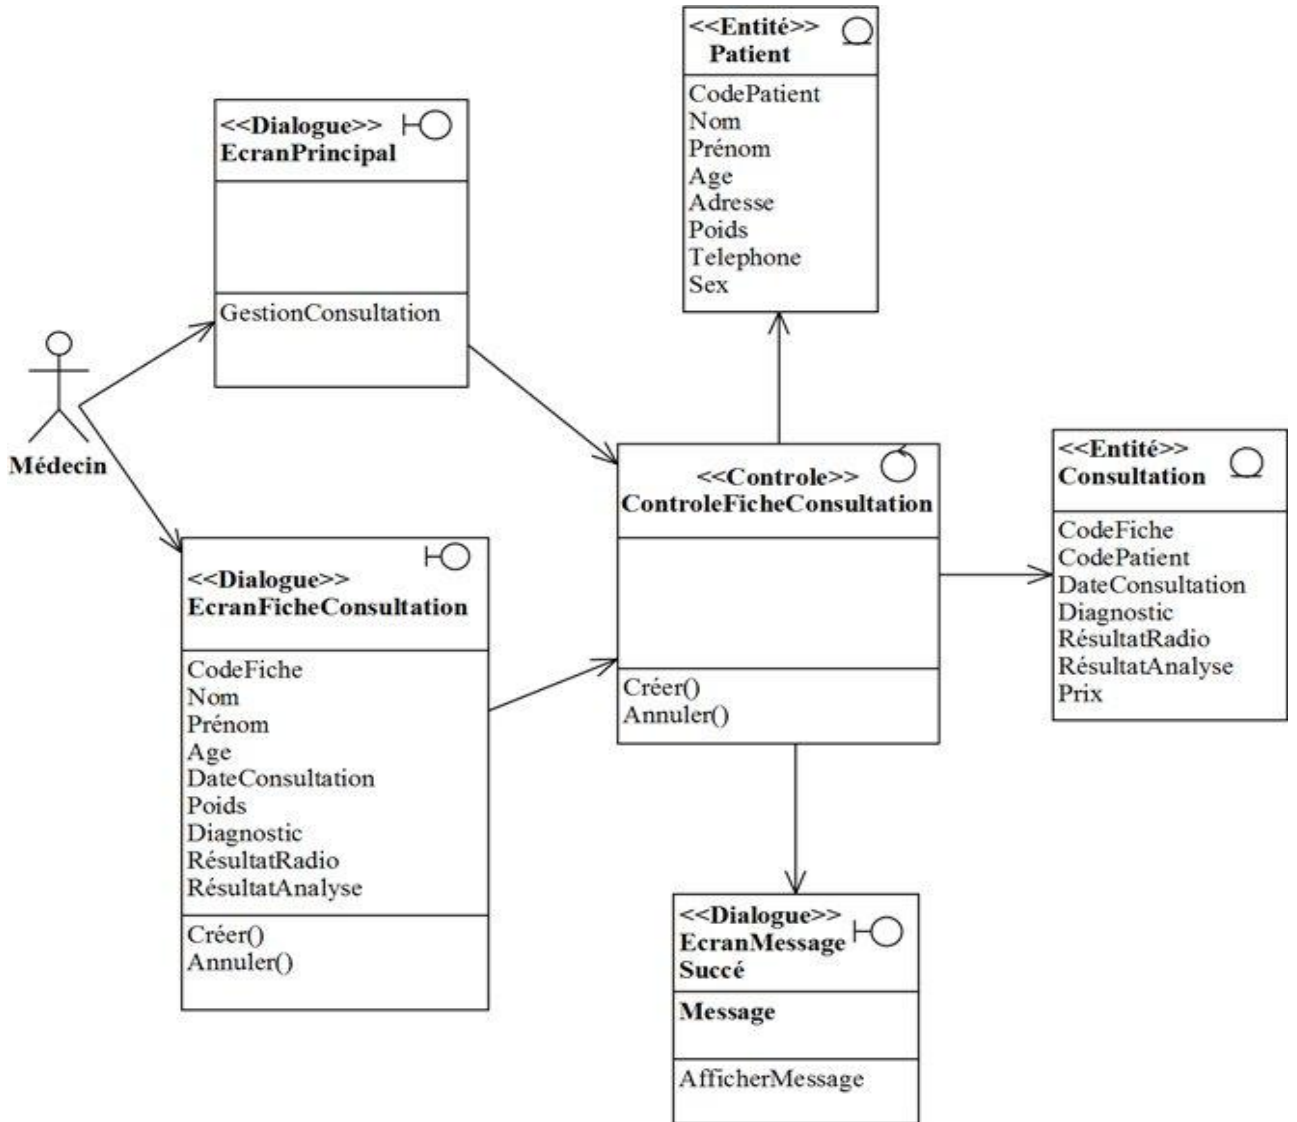 <<Entité>>
Patient
CodePatient
Nom
Prénom
Age
Adresse
Poids
Telephone
Sex
<<Dialogue>>
EcranPrincipal
GestionConsultation
Médecin
<<Dialogue>>
EcranFicheConsultation
CodeFiche
Nom
Prénom
Age
DateConsultation
Poids
Diagnostic
RésultatRadio
RésultatAnalyse
Créer()
Annuler()
<<Controle>>
ControleFicheConsultation
Créer()
Annuler()
<<Entité>>
Consultation
CodeFiche
CodePatient
DateConsultation
Diagnostic
RésultatRadio
RésultatAnalyse
Prix
<<Dialogue>>
EcranMessage
Succé
Message
AfficherMessage